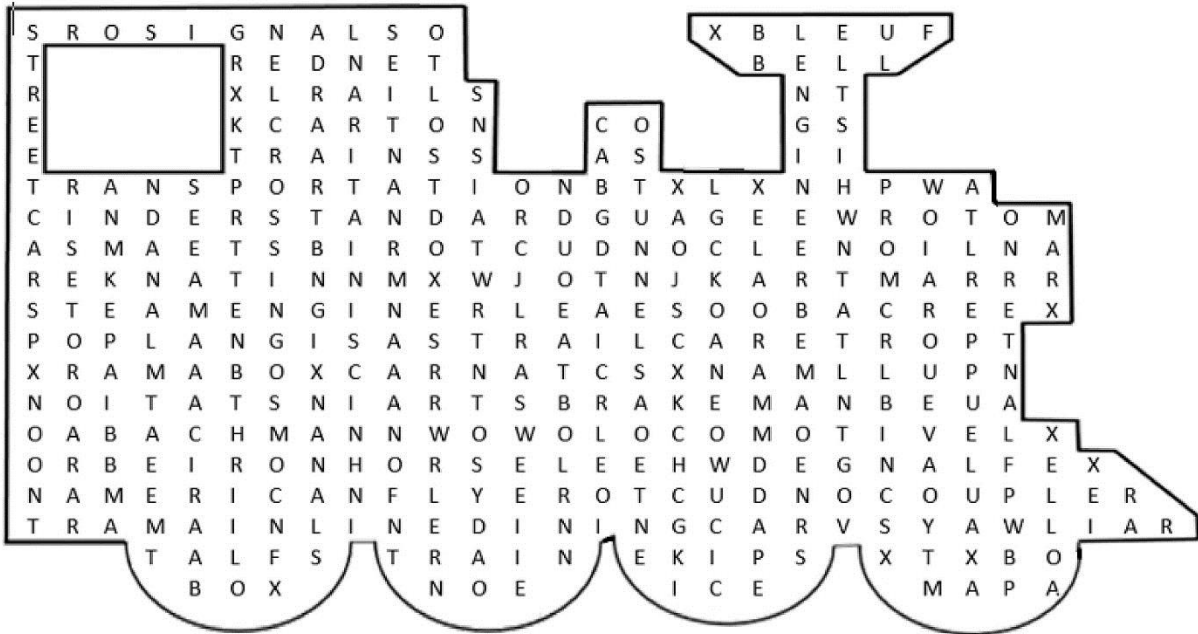 S R O S I G N A L S O X B L E U F
T R E D N E T B E L L
R X L R A I L S N T
E K C A R T O N C O G S
E T R A I N S S A S I I
T R A N S P O R T A T I O N B T X L X N H P W A
C I N D E R S T A N D A R D G U A G E E W R O T O M
A S M A E T S B I R O T C U D N O C L E N O I L N A
R E K N A T I N N M X W J O T N J K A R T M A R R R
S T E A M E N G I N E R L E A E S O O B A C R E E X
P O P L A N G I S A S T R A I L C A R E T R O P T
X R A M A B O X C A R N A T C S X N A M L L U P N
N O I T A T S N I A R T S B R A K E M A N B E U A
O A B A C H M A N N W O W O L O C O M O T I V E L X
O R B E I R O N H O R S E L E E H W D E G N A L F E X
N A M E R I C A N F L Y E R O T C U D N O C O U P L E R
T R A M A I N L I N E D I N I N G C A R V S Y A W L I A R
T A L F S T R A I N E K I P S X T X B O
B O X N O E I C E M A P A